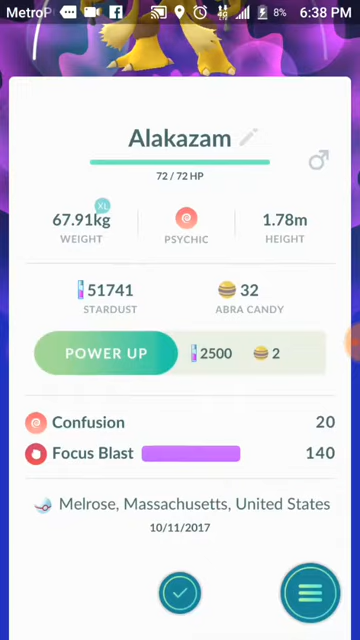 MetroP 8% 6:38 PM
Alakazam
72 / 72 HP
XL
67.91kg 1.78m
WEIGHT PSYCHIC HEIGHT
51741 32
STARDUST ABRA CANDY
POWER UP 2500 2
Confusion 20
Focus Blast 140
Melrose, Massachusetts, United States
10/11/2017